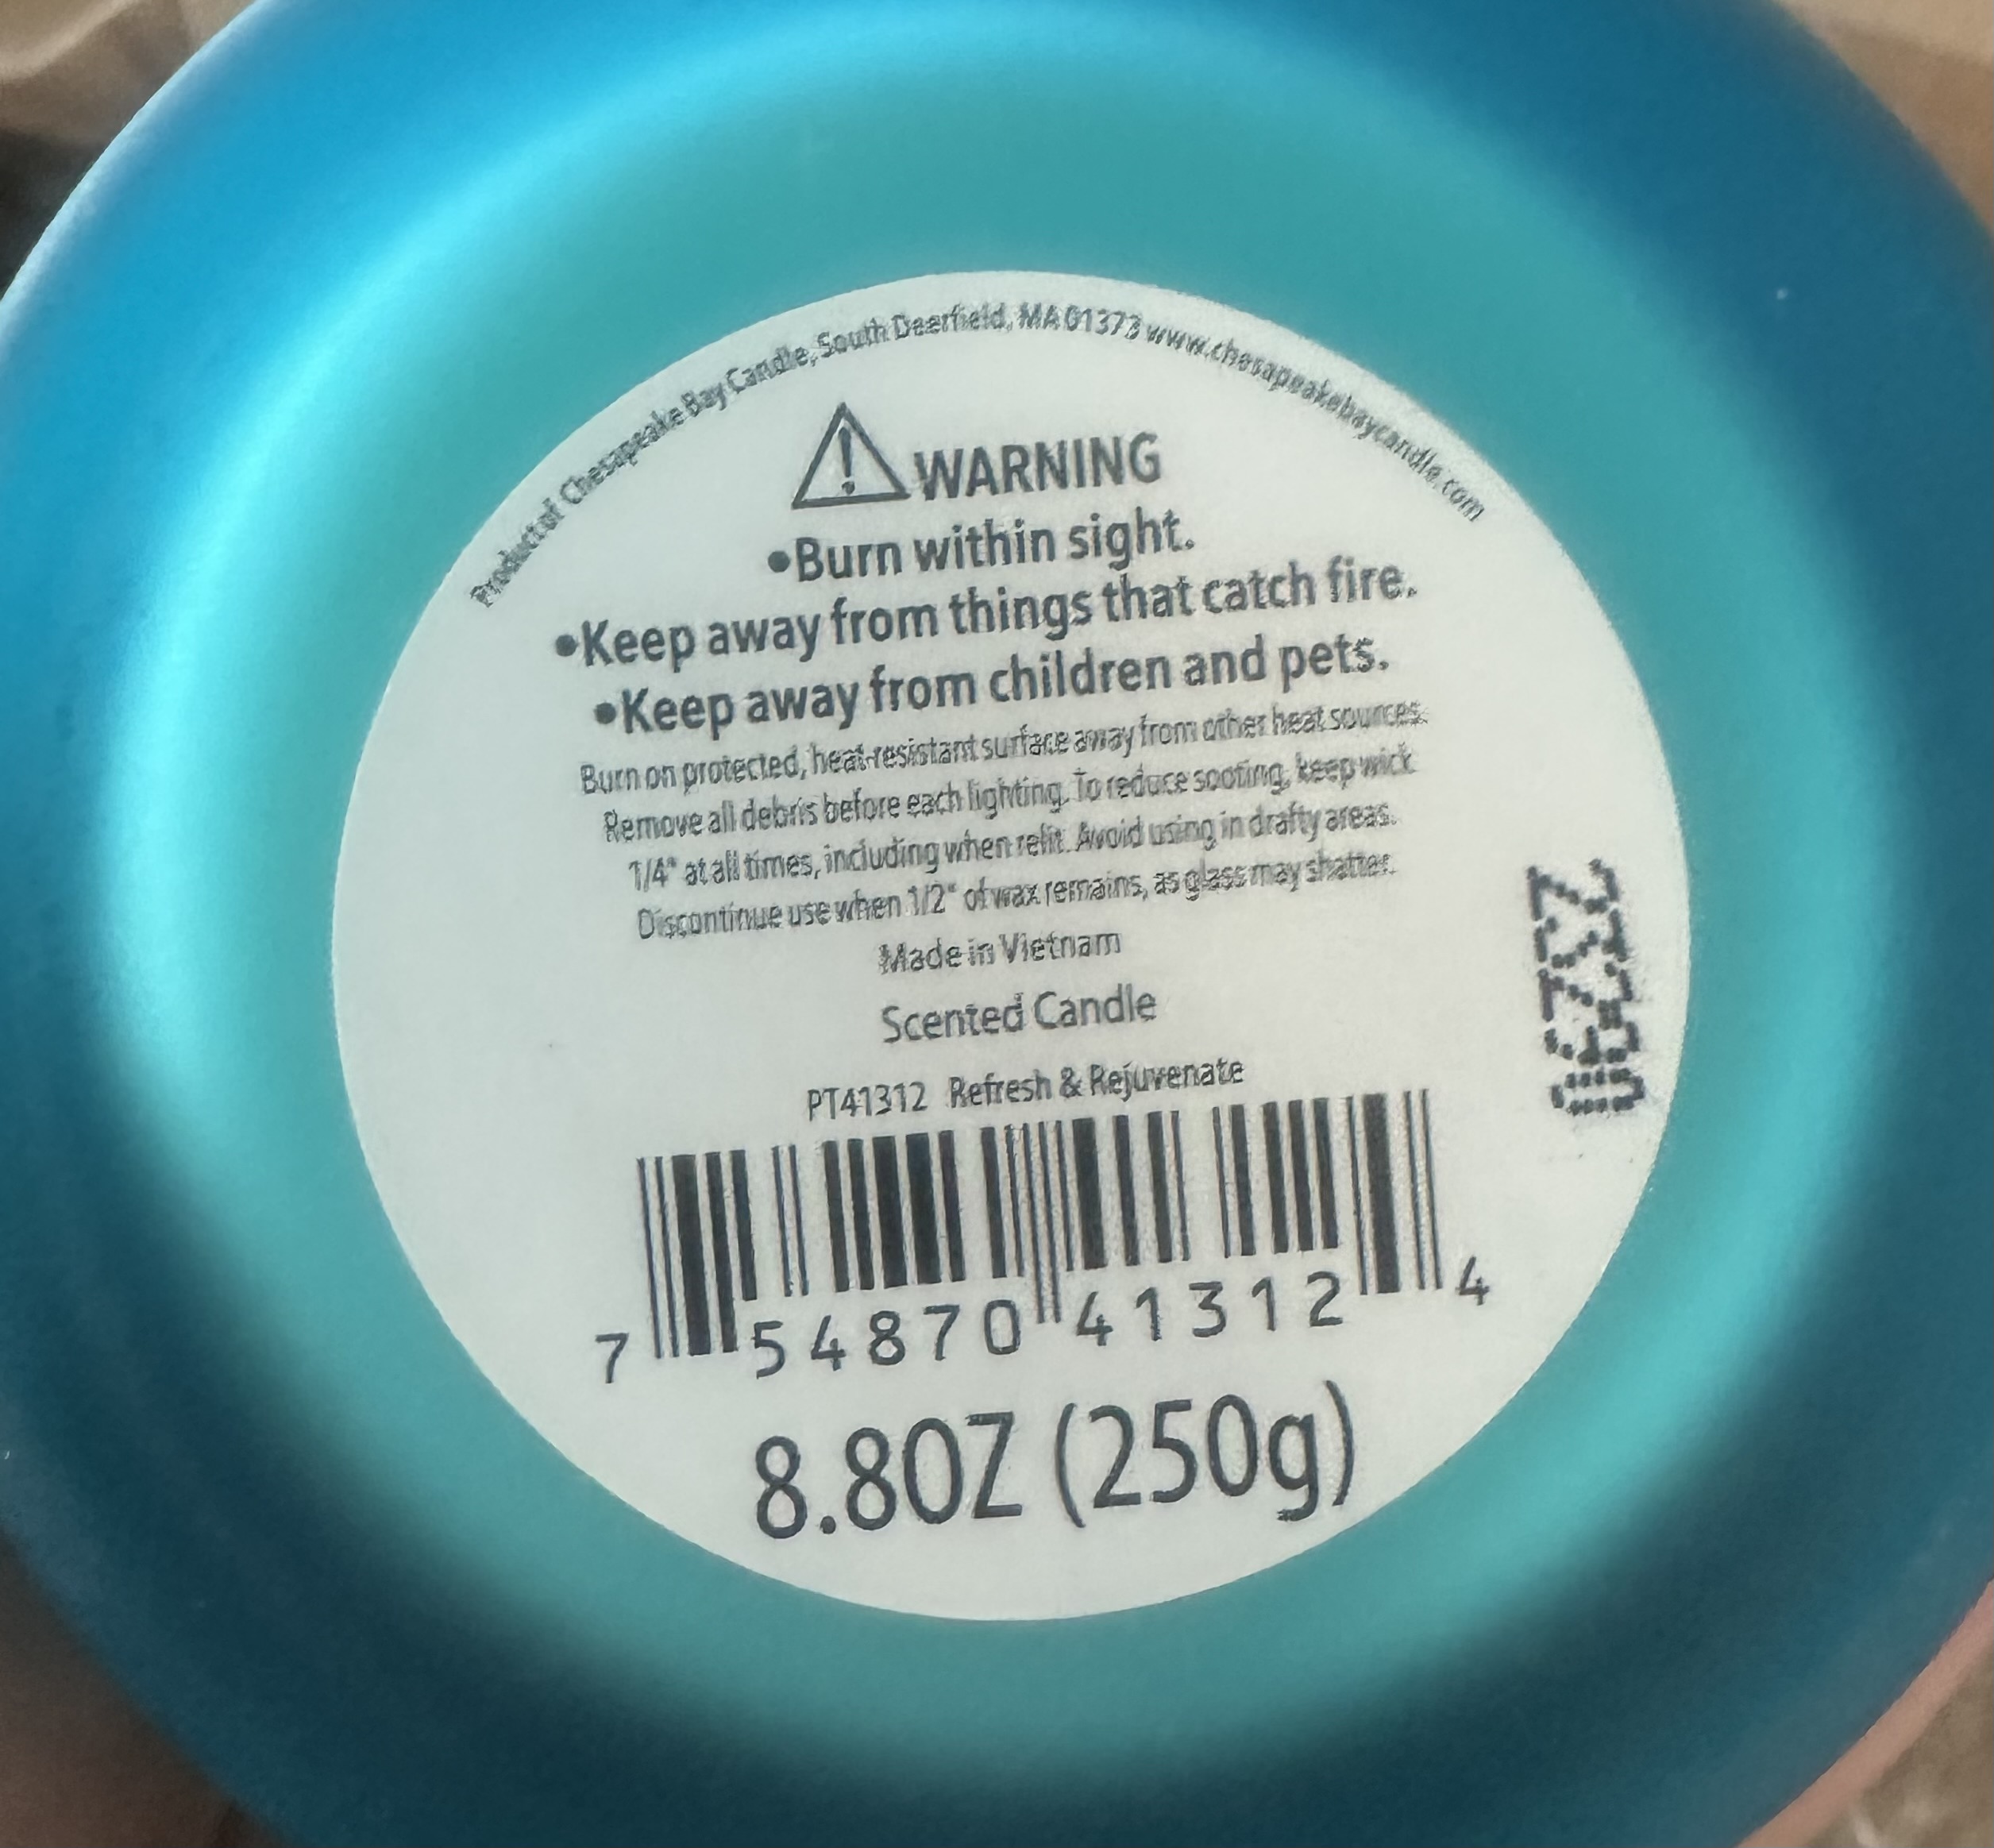 Product of Chesapeake Bay Candle, South Deerfield, MA 01373 www.chesapeakebaycandle.com
WARNING
•Burn within sight.
•Keep away from things that catch fire.
•Keep away from children and pets.
Burn on protected, heat-resistant surface away from other heat sources.
Remove all debris before each lighting. To reduce sooting, keep wick
1/4" at all times, including when relit. Avoid using in drafty areas.
Discontinue use when 1/2" of wax remains, as glass may shatter.
Made in Vietnam
Scented Candle
PT41312 Refresh & Rejuvenate
7 54870 41312 4
8.8OZ (250g)